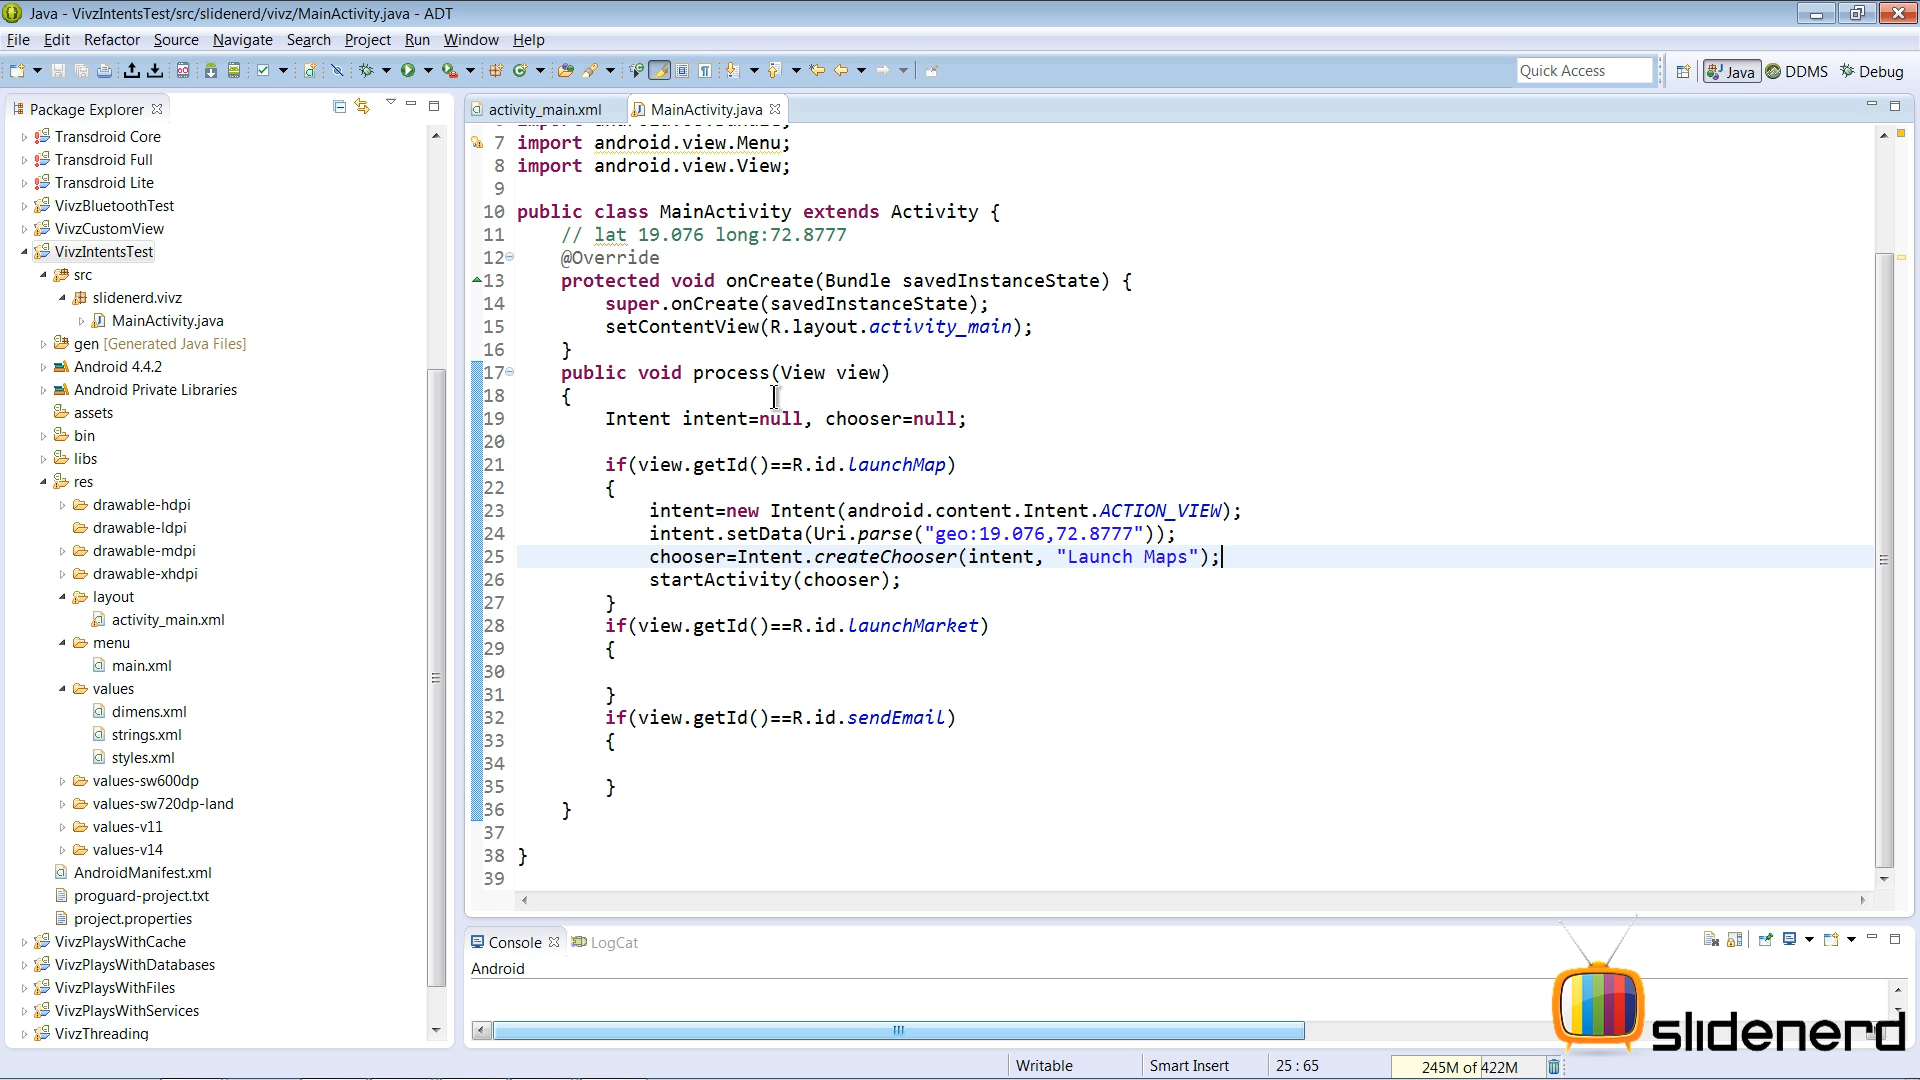 Java - VivzIntentsTest/src/slidenerd/vivz/MainActivity.java - ADT
File Edit Refactor Source Navigate Search Project Run Window Help
Quick Access
Java
DDMS
Debug
Package Explorer
Transdroid Core
Transdroid Full
Transdroid Lite
VivzBluetoothTest
VivzCustomView
VivzIntentsTest
src
slidenerd.vivz
MainActivity.java
gen [Generated Java Files]
Android 4.4.2
Android Private Libraries
assets
bin
libs
res
drawable-hdpi
drawable-ldpi
drawable-mdpi
drawable-xhdpi
layout
activity_main.xml
menu
main.xml
values
dimens.xml
strings.xml
styles.xml
values-sw600dp
values-sw720dp-land
values-v11
values-v14
AndroidManifest.xml
proguard-project.txt
project.properties
VivzPlaysWithCache
VivzPlaysWithDatabases
VivzPlaysWithFiles
VivzPlaysWithServices
VivzThreading
activity_main.xml
MainActivity.java
7 import android.view.Menu;
8 import android.view.View;
9
10 public class MainActivity extends Activity {
11 // lat 19.076 long:72.8777
12 @Override
13 protected void onCreate(Bundle savedInstanceState) {
14 super.onCreate(savedInstanceState);
15 setContentView(R.layout.activity_main);
16 }
17 public void process(View view)
18 {
19 Intent intent=null, chooser=null;
20
21 if(view.getId()==R.id.launchMap)
22 {
23 intent=new Intent(android.content.Intent.ACTION_VIEW);
24 intent.setData(Uri.parse("geo:19.076,72.8777"));
25 chooser=Intent.createChooser(intent, "Launch Maps");
26 startActivity(chooser);
27 }
28 if(view.getId()==R.id.launchMarket)
29 {
30
31 }
32 if(view.getId()==R.id.sendEmail)
33 {
34
35 }
36 }
37
38 }
39
Console
LogCat
Android
slidenerd
Writable
Smart Insert
25 : 65
245M of 422M